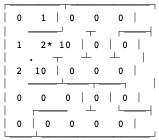 0 1 | 0 0 0 |
1 2* 10 | 0 | 0 |
2 10 | 0 0 0 |
0 0 0 | 0 | 0 |
0 | 0 0 0 0 |